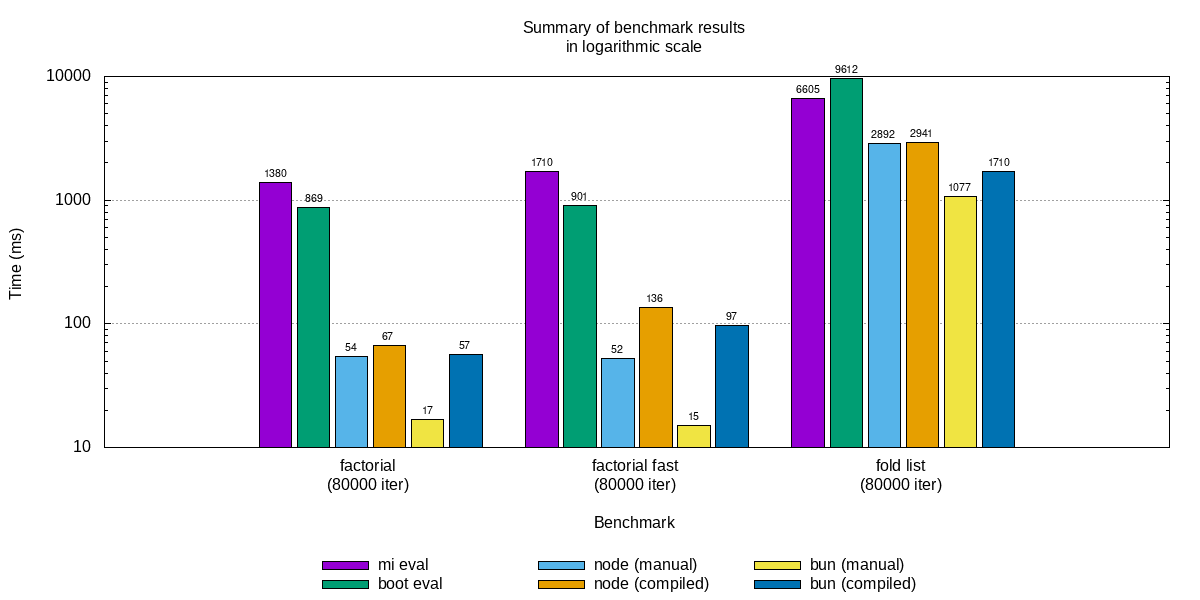 Summary of benchmark results
in logarithmic scale
10000
1000
100
10
Time (ms)
1380
869
54
67
17
57
1710
901
52
136
15
97
6605
9612
2892
2941
1077
1710
factorial
(80000 iter)
factorial fast
(80000 iter)
fold list
(80000 iter)
Benchmark
mi eval
boot eval
node (manual)
node (compiled)
bun (manual)
bun (compiled)